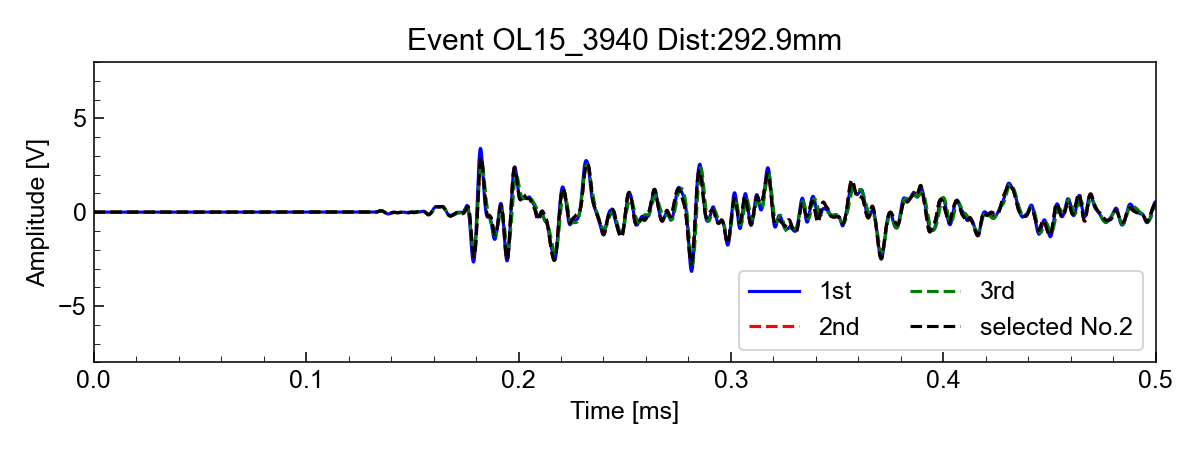 Event OL15_3940 Dist:292.9mm
Amplitude [V]
5
0
−5
1st
2nd
3rd
selected No.2
0.0 0.1 0.2 0.3 0.4 0.5
Time [ms]